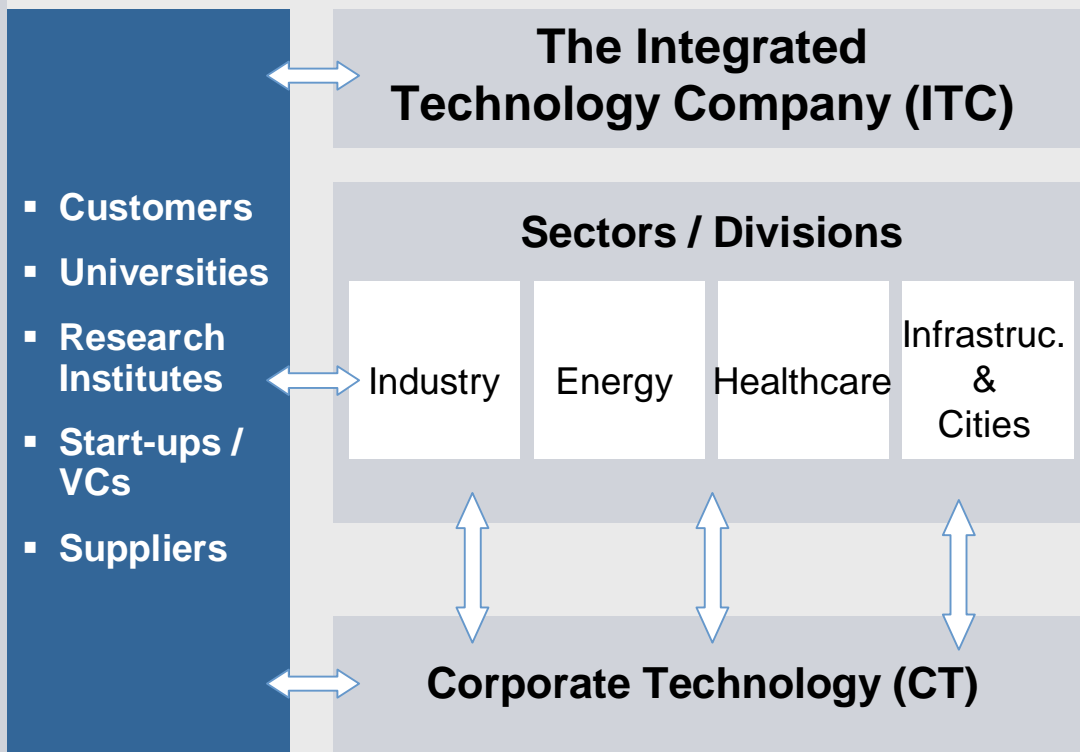 The Integrated
Technology Company (ITC)
▪ Customers
▪ Universities
▪ Research
Institutes
▪ Start-ups /
VCs
▪ Suppliers
Sectors / Divisions
Industry
Energy
Healthcare
Infrastruc.
&
Cities
Corporate Technology (CT)